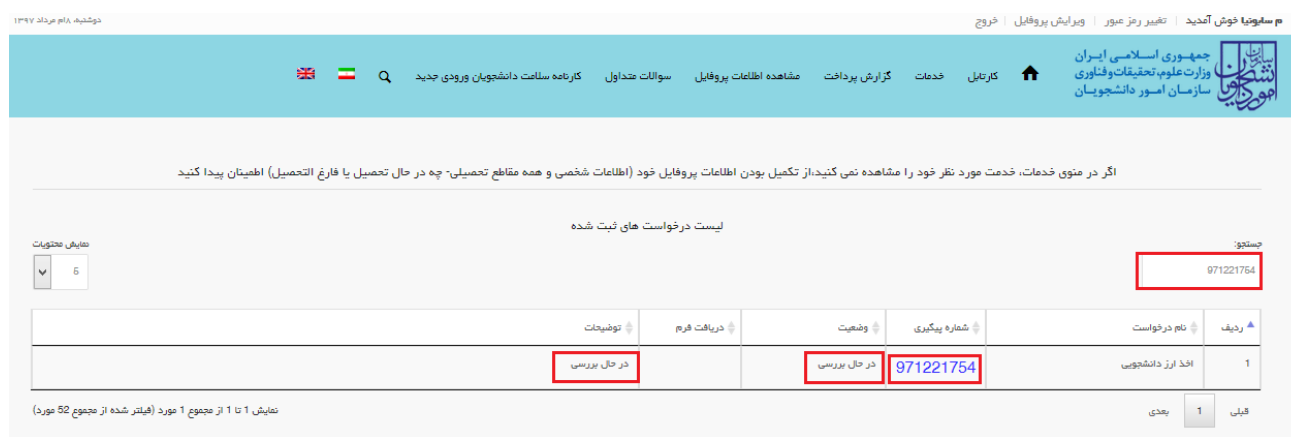 م سابونیا خوش آمدید | تغییر رمز عبور | ویرایش پروفایل | خروج
دوشنبه، ۸ام مرداد ۱۳۹۷
سازمان امور دانشجویان
جمهوری اسلامی ایران
وزارت علوم، تحقیقات و فناوری
سازمان امور دانشجویان
کارتابل خدمات گزارش پرداخت مشاهده اطلاعات پروفایل سوالات متداول کارنامه سلامت دانشجویان ورودی جدید
اگر در منوی خدمات، خدمت مورد نظر خود را مشاهده نمی کنید،از تکمیل بودن اطلاعات پروفایل خود (اطلاعات شخصی و همه مقاطع تحصیلی- چه در حال تحصیل یا فارغ التحصیل) اطمینان پیدا کنید
لیست درخواست های ثبت شده
جستجو:
971221754
نمایش محتویات
5
ردیف نام درخواست شماره پیگیری وضعیت دریافت فرم توضیحات
1 اخذ ارز دانشجویی 971221754 در حال بررسی در حال بررسی
قبلی 1 بعدی
نمایش 1 تا 1 از مجموع 1 مورد (فیلتر شده از مجموع 52 مورد)